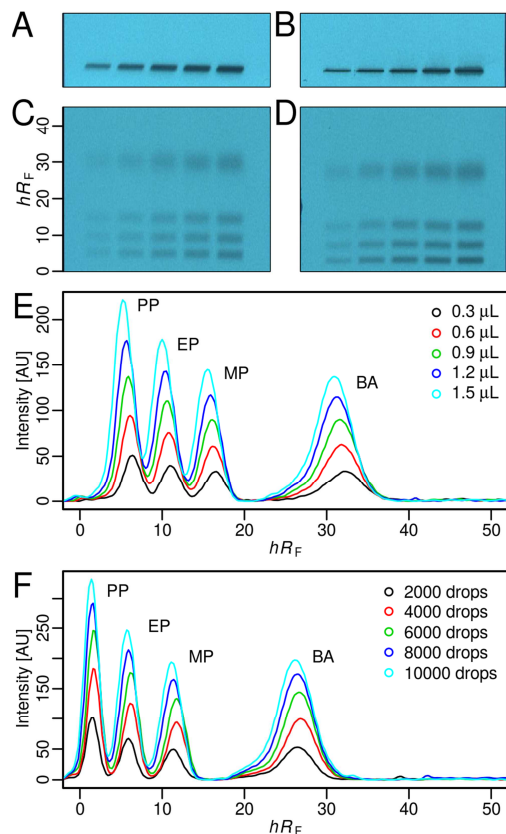 A
B
C
D
40
30
20
10
0
hRF
E
200
150
100
50
0
Intensity [AU]
PP
EP
MP
BA
0.3 μL
0.6 μL
0.9 μL
1.2 μL
1.5 μL
0 10 20 30 40 50
hRF
F
250
150
50
0
Intensity [AU]
PP
EP
MP
BA
2000 drops
4000 drops
6000 drops
8000 drops
10000 drops
0 10 20 30 40 50
hRF